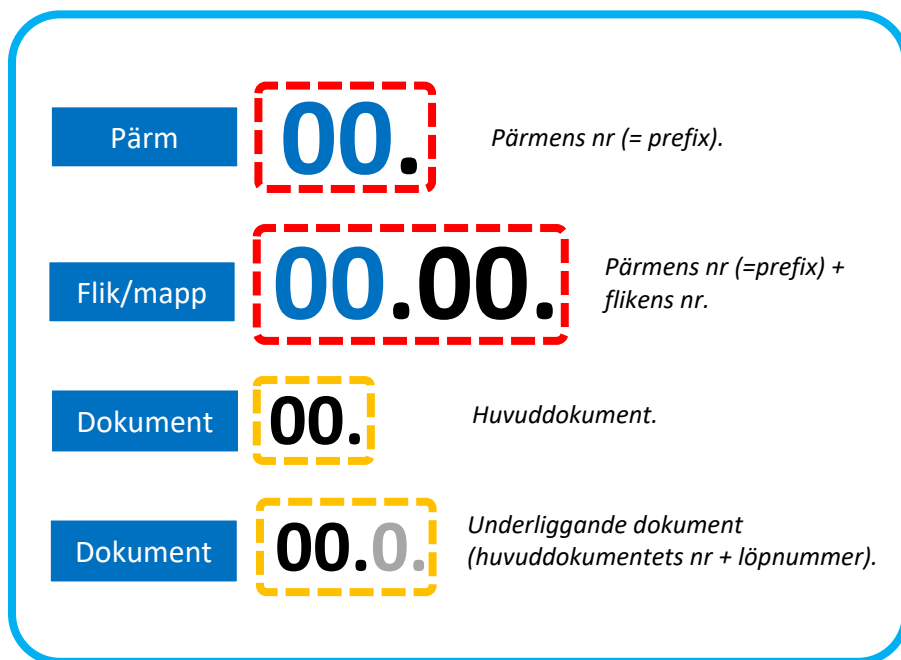 Pärm
00.
Pärmens nr (= prefix).
Flik/mapp
00.00.
Pärmens nr (=prefix) +
flikens nr.
Dokument
00.
Huvuddokument.
Dokument
00.0.
Underliggande dokument
(huvuddokumentets nr + löpnummer).